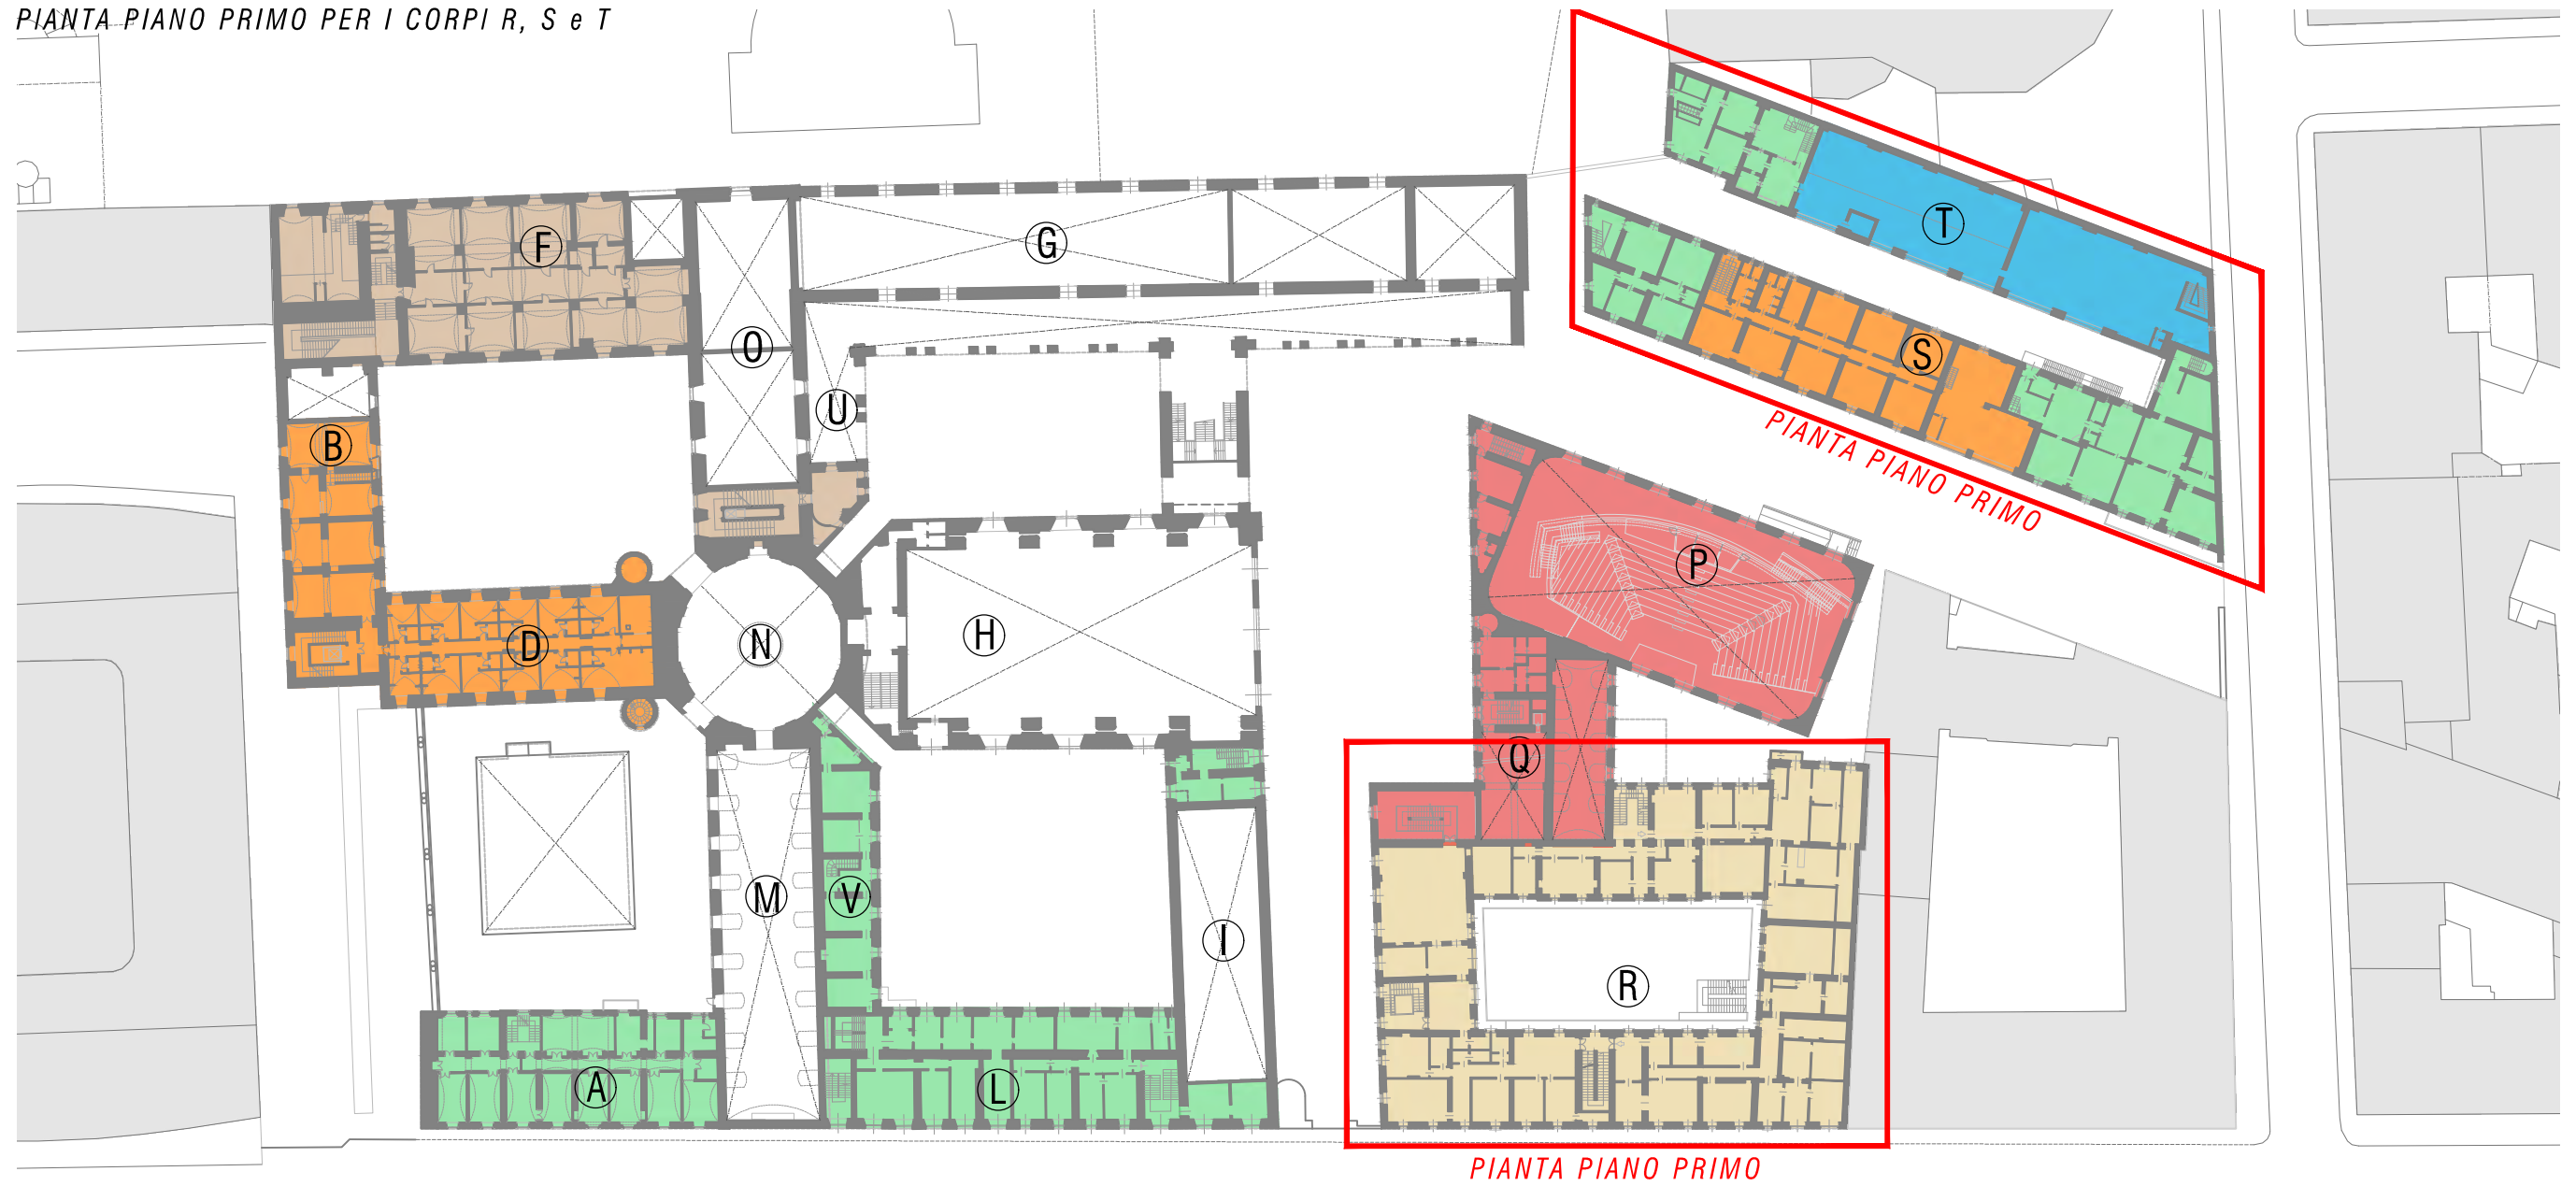 PIANTA PIANO PRIMO PER I CORPI R, S e T
T
F
G
O
S
U
B
PIANTA PIANO PRIMO
P
H
N
D
Q
V
M
I
R
A
L
PIANTA PIANO PRIMO